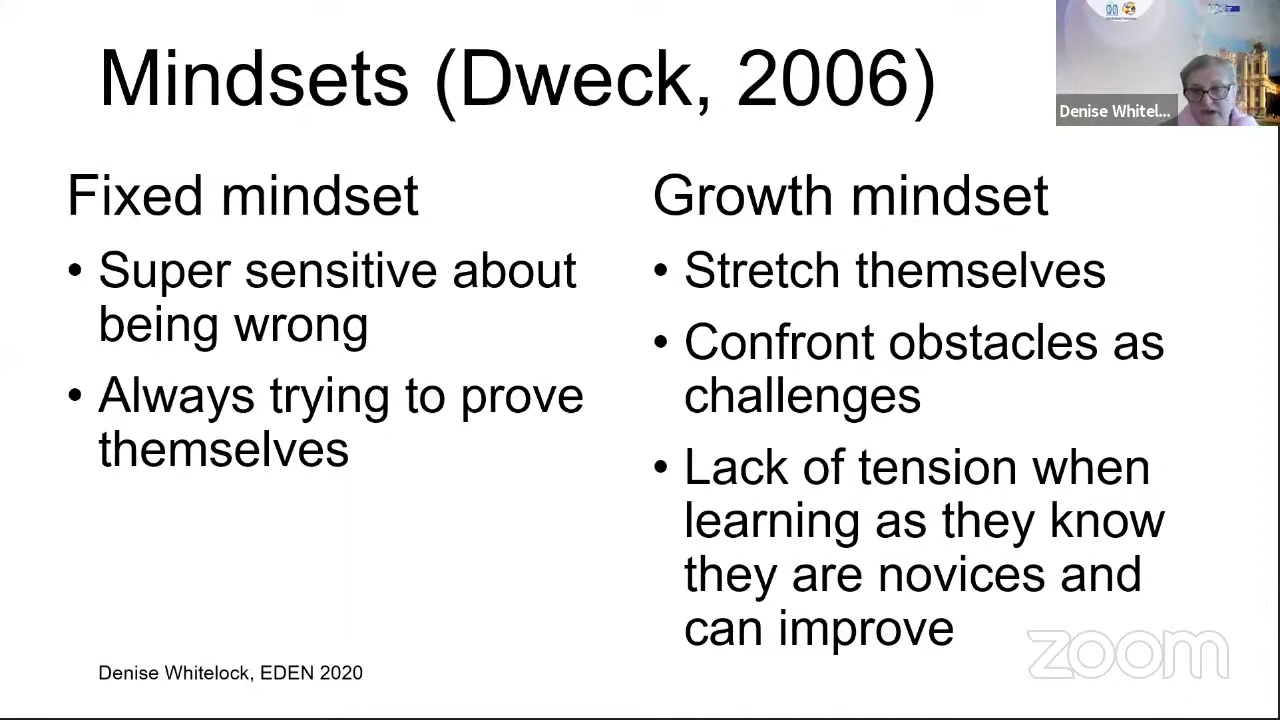 Mindsets (Dweck, 2006)
Denise Whitel...
Fixed mindset
• Super sensitive about
being wrong
• Always trying to prove
themselves
Growth mindset
• Stretch themselves
• Confront obstacles as
challenges
• Lack of tension when
learning as they know
they are novices and
can improve
Denise Whitelock, EDEN 2020
zoom